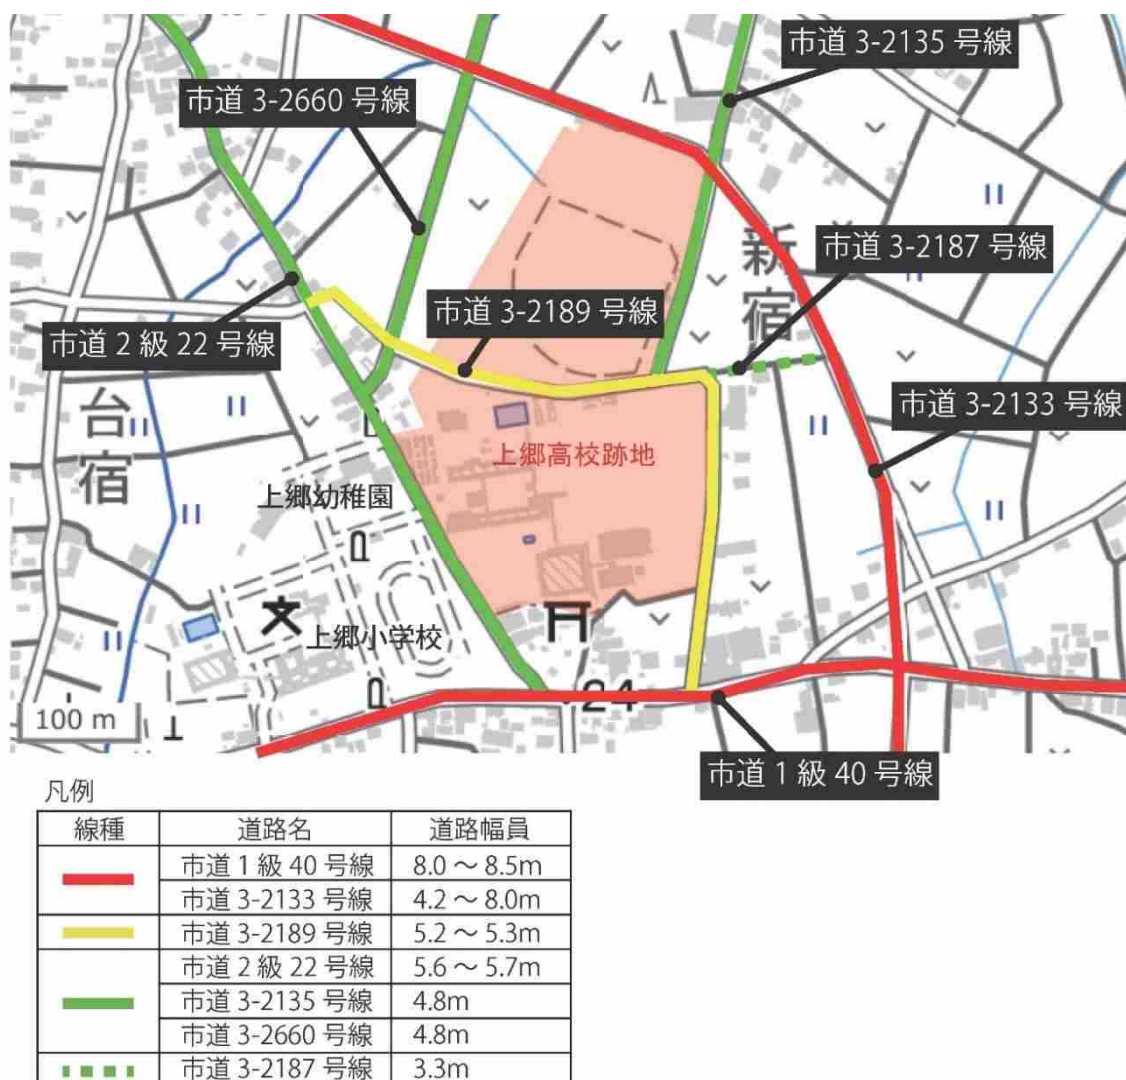 市道 3-2135 号線
市道 3-2660 号線
新宿
市道 3-2187 号線
市道 3-2189 号線
市道 2 級 22 号線
台宿
市道 3-2133 号線
上郷高校跡地
上郷幼稚園
上郷小学校
24
100 m
市道 1 級 40 号線
凡例
線種 道路名 道路幅員
市道 1 級 40 号線 8.0 ～ 8.5m
市道 3-2133 号線 4.2 ～ 8.0m
市道 3-2189 号線 5.2 ～ 5.3m
市道 2 級 22 号線 5.6 ～ 5.7m
市道 3-2135 号線 4.8m
市道 3-2660 号線 4.8m
市道 3-2187 号線 3.3m